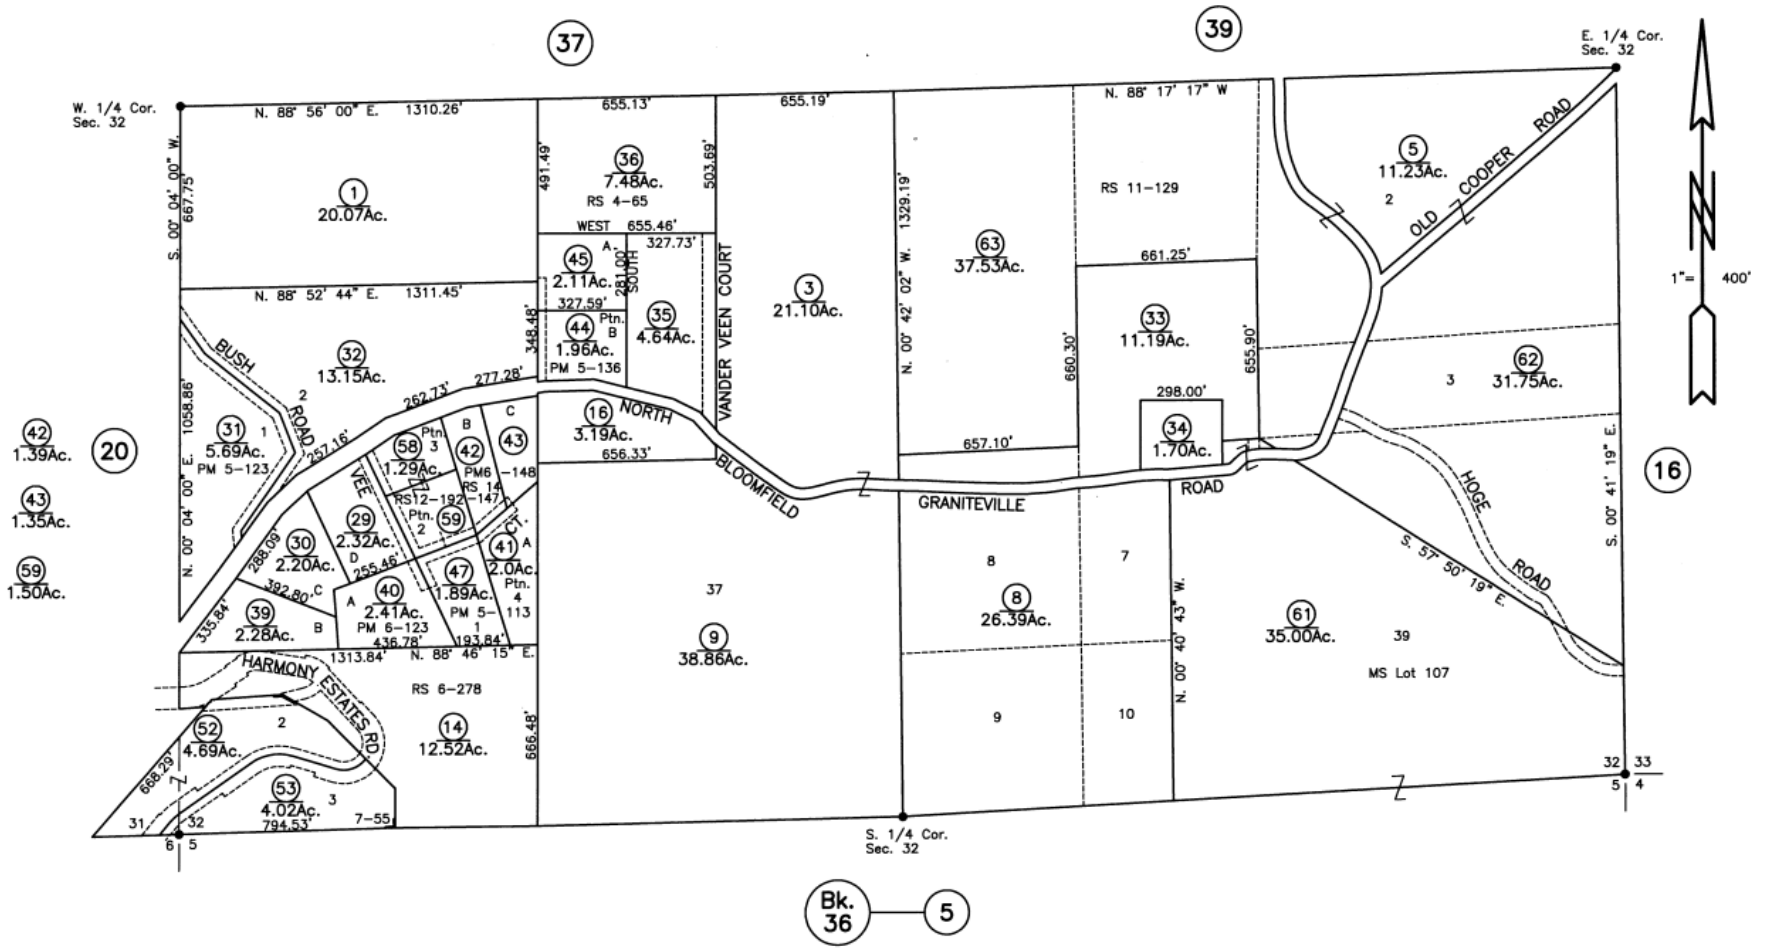 37
39
E. 1/4 Cor.
Sec. 32
W. 1/4 Cor.
Sec. 32
N. 88° 56' 00" E. 1310.26'
655.13'
655.19'
N. 88° 17' 17" W
S. 00° 04' 00" W.
667.75'
1
20.07Ac.
491.49'
36
7.48Ac.
RS 4-65
503.69'
WEST 655.46'
RS 11-129
5
11.23Ac.
2
OLD COOPER ROAD
N
1"= 400'
N. 88° 52' 44" E. 1311.45'
45
A
2.11Ac.
281.00'
SOUTH
327.73'
327.59'
44
Ptn.
B
1.96Ac.
PM 5-136
348.48'
35
4.64Ac.
VANDER VEEN COURT
3
21.10Ac.
N. 00° 42' 02" W. 1329.19'
63
37.53Ac.
661.25'
33
11.19Ac.
660.30'
655.90'
298.00'
34
1.70Ac.
657.10'
62
31.75Ac.
3
BUSH ROAD
32
13.15Ac.
2
31
1
5.69Ac.
PM 5-123
N. 00° 04' 00" E. 1058.86'
257.16'
262.73'
277.28'
42
1.39Ac.
20
43
1.35Ac.
59
1.50Ac.
58
Ptn.
3
1.29Ac.
B
42
C
43
PM6-148
RS 14-147
RS12-192
Ptn.
2
59
VEE CT.
16
3.19Ac.
656.33'
NORTH BLOOMFIELD GRANITEVILLE ROAD
HOGE ROAD
S. 00° 41' 19" E.
16
S. 57° 50' 19" E.
29
2.32Ac.
D
255.46'
30
2.20Ac.
C
288.09'
392.80'
335.84'
39
2.28Ac.
B
40
A
2.41Ac.
PM 6-123
436.78'
47
1.89Ac.
PM 5-113
1
193.84'
41
A
2.0Ac.
Ptn.
4
1313.84' N. 88° 46' 15" E.
RS 6-278
14
12.52Ac.
666.48'
37
9
38.86Ac.
8
7
8
26.39Ac.
9
10
N. 00° 40' 43" W.
61
35.00Ac.
39
MS Lot 107
HARMONY ESTATES RD.
52
4.69Ac.
2
668.29'
53
4.02Ac.
3
794.53'
7-55
31
32
6
5
32
33
5
4
S. 1/4 Cor.
Sec. 32
Bk.
36
5